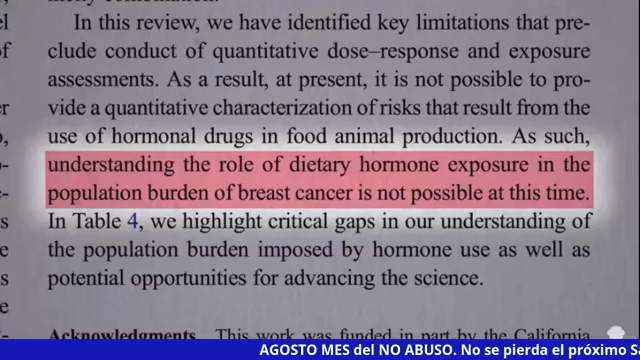 el
In this review, we have identified key limitations that pre-
of
clude conduct of quantitative dose–response and exposure
assessments. As a result, at present, it is not possible to pro-
er
vide a quantitative characterization of risks that result from the
use of hormonal drugs in food animal production. As such,
understanding the role of dietary hormone exposure in the
population burden of breast cancer is not possible at this time.
In Table 4, we highlight critical gaps in our understanding of
the population burden imposed by hormone use as well as
potential opportunities for advancing the science.
Acknowledgments This work was funded in part by the California
AGOSTO MES del NO ABUSO. No se pierda el próximo S